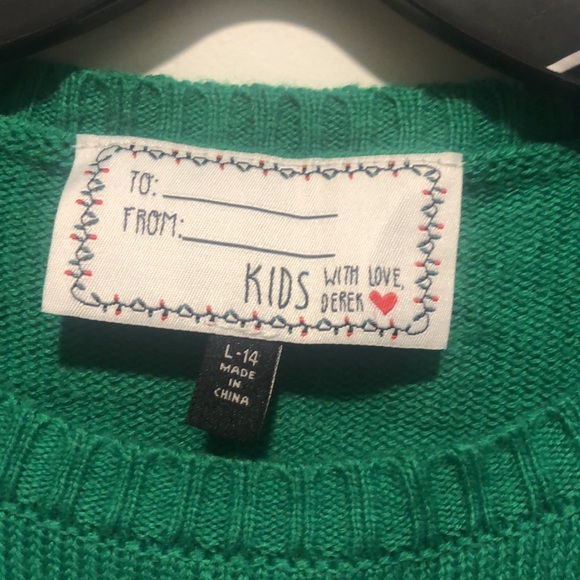 TO:
FROM:
KIDS WITH LOVE,
DEREK
L-14
MADE
IN
CHINA